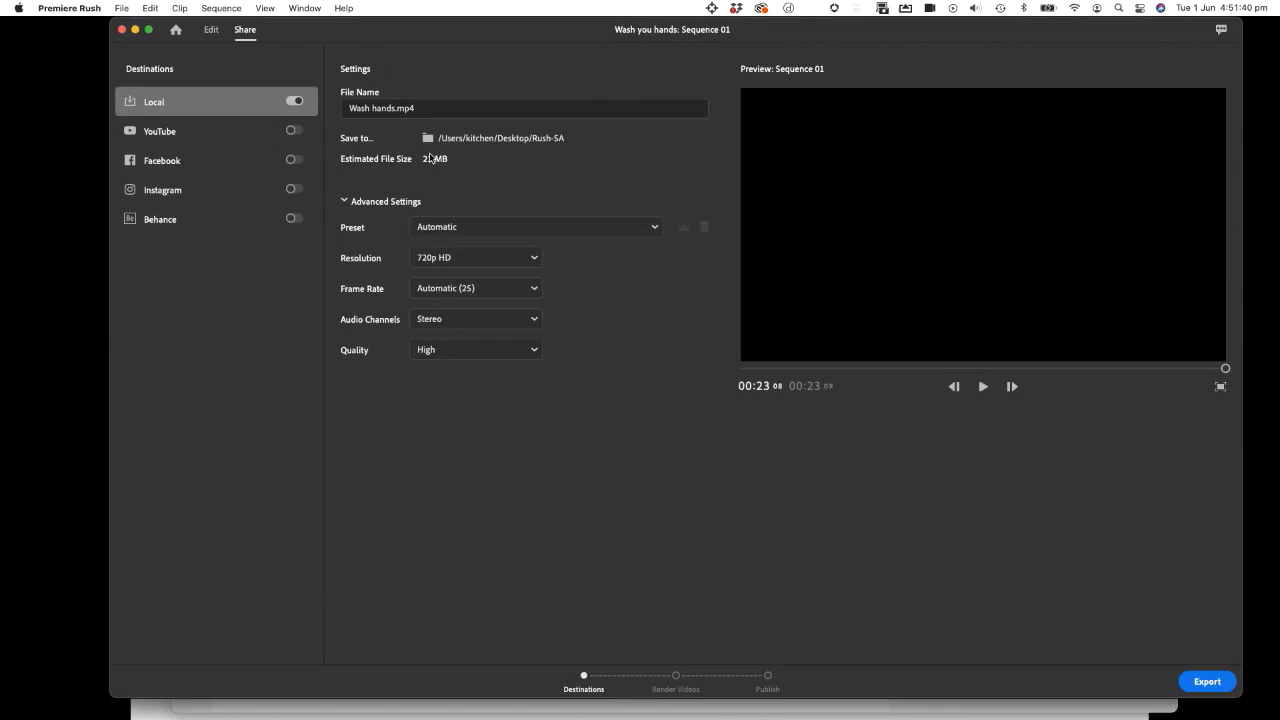 Premiere Rush File Edit Clip Sequence View Window Help Tue 1 Jun 4:51:40 pm
Edit Share Wash you hands: Sequence 01
Destinations
Local
YouTube
Facebook
Instagram
Be Behance
Settings
File Name
Wash hands.mp4
Save to... /Users/kitchen/Desktop/Rush-SA
Estimated File Size MB
Advanced Settings
Preset Automatic
Resolution 720p HD
Frame Rate Automatic (25)
Audio Channels Stereo
Quality High
Preview: Sequence 01
00:23 08 00:23 09
Destinations Render Videos Publish
Export